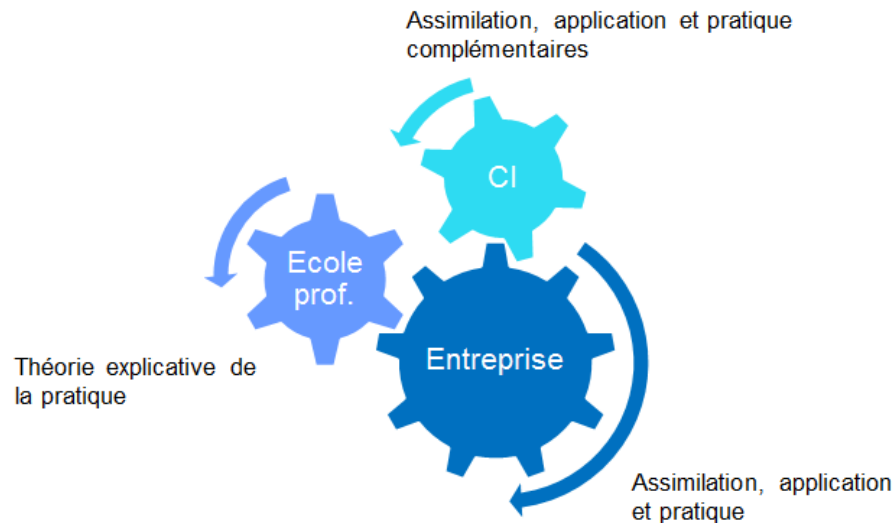 Assimilation, application et pratique
complémentaires
CI
Ecole
prof.
Entreprise
Théorie explicative de
la pratique
Assimilation, application
et pratique